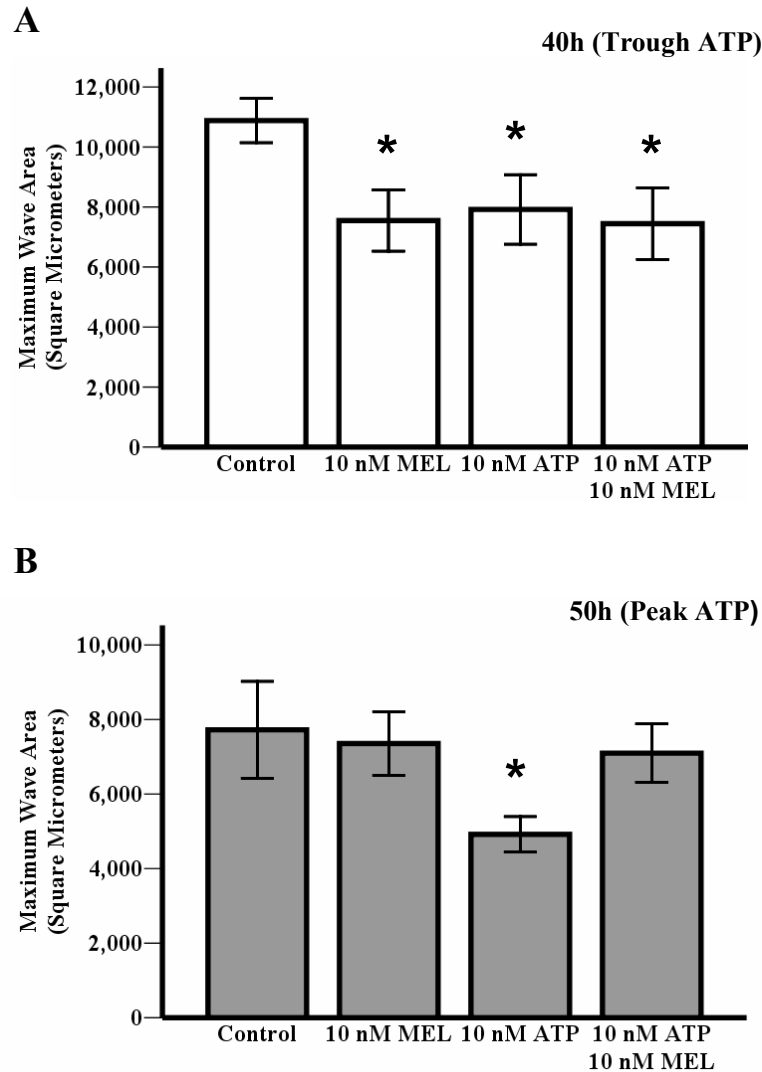 A
40h (Trough ATP)
Maximum Wave Area
(Square Micrometers)
12,000
10,000
8,000
6,000
4,000
2,000
0
* * *
Control 10 nM MEL 10 nM ATP 10 nM ATP
10 nM MEL
B
50h (Peak ATP)
Maximum Wave Area
(Square Micrometers)
10,000
8,000
6,000
4,000
2,000
0
*
Control 10 nM MEL 10 nM ATP 10 nM ATP
10 nM MEL